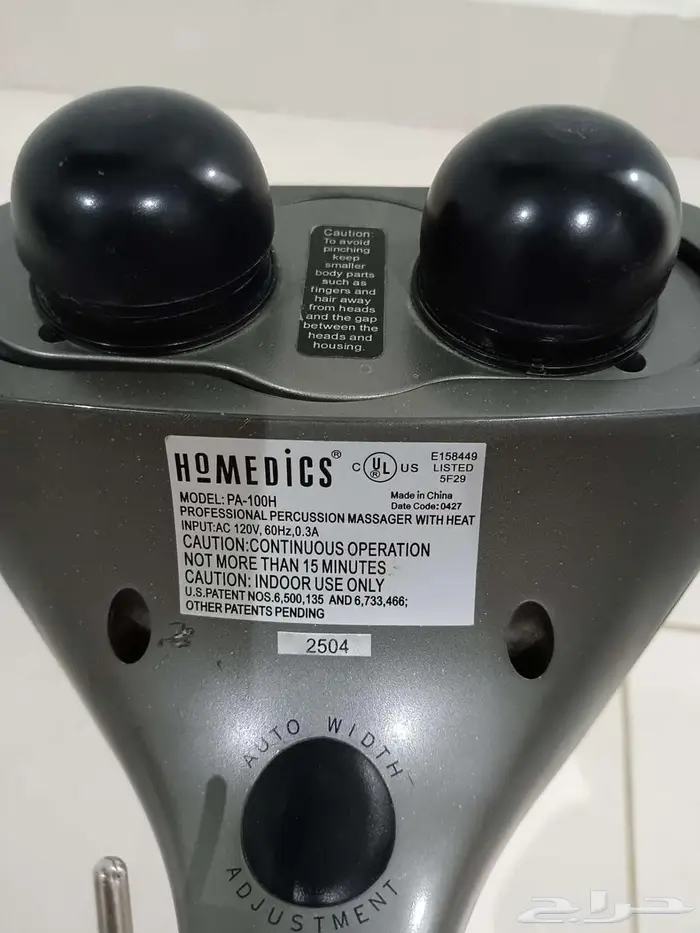 Caution:
To avoid
pinching
keep
smaller
body parts
such as
fingers and
hair away
from heads
and the gap
between the
heads and
housing.
HOMEDICS®
C UL® US
E158449
LISTED
5F29
MODEL: PA-100H
Made in China
Date Code:0427
PROFESSIONAL PERCUSSION MASSAGER WITH HEAT
INPUT:AC 120V, 60Hz,0.3A
CAUTION:CONTINUOUS OPERATION
NOT MORE THAN 15 MINUTES
CAUTION: INDOOR USE ONLY
U.S.PATENT NOS.6,500,135 AND 6,733,466;
OTHER PATENTS PENDING
2504
AUTO WIDTH
ADJUSTMENT
حراج